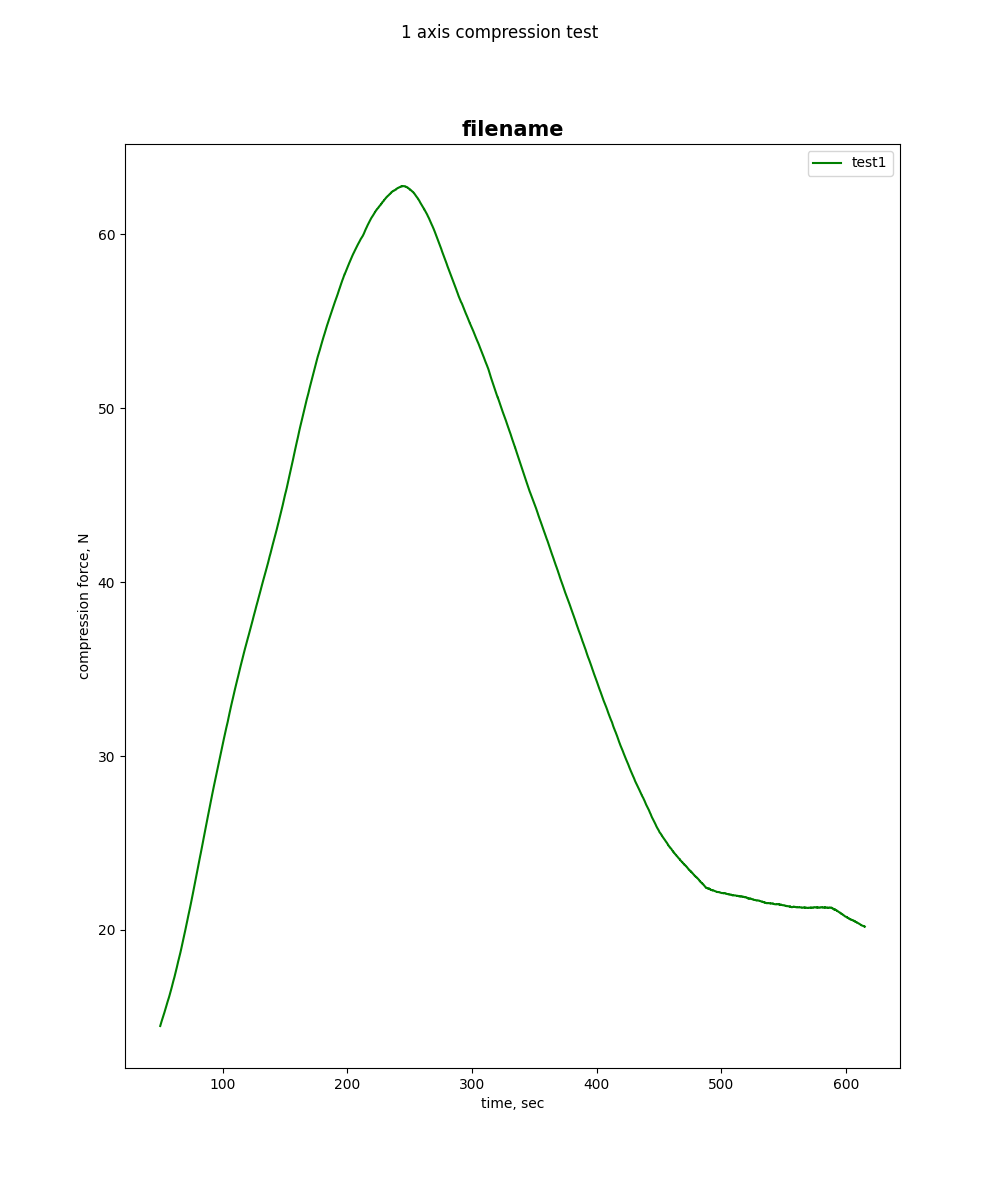 1 axis compression test
filename
test1
60
50
40
30
20
compression force, N
100 200 300 400 500 600
time, sec